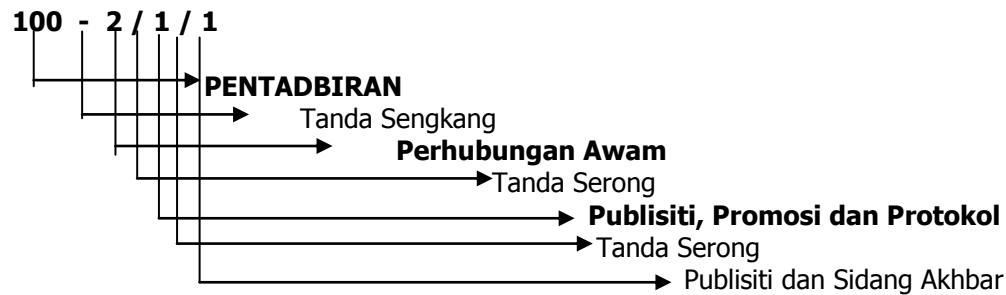 100 - 2 / 1 / 1
PENTADBIRAN
Tanda Sengkang
Perhubungan Awam
Tanda Serong
Publisiti, Promosi dan Protokol
Tanda Serong
Publisiti dan Sidang Akhbar